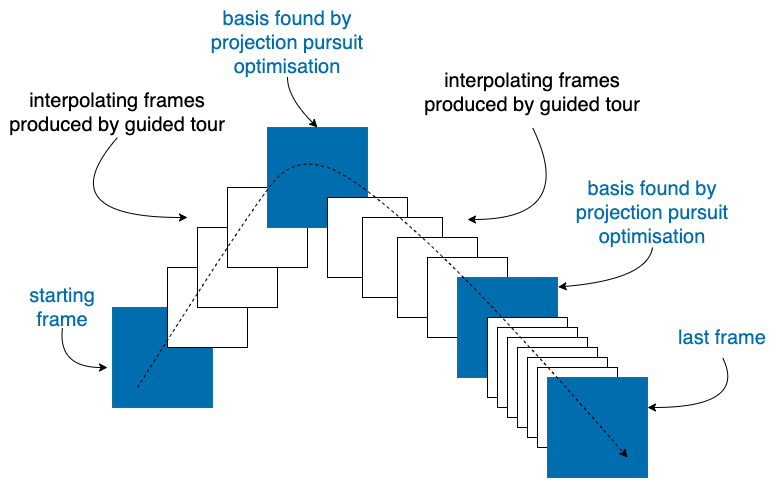 basis found by
projection pursuit
optimisation
interpolating frames
produced by guided tour
interpolating frames
produced by guided tour
basis found by
projection pursuit
optimisation
starting
frame
last frame